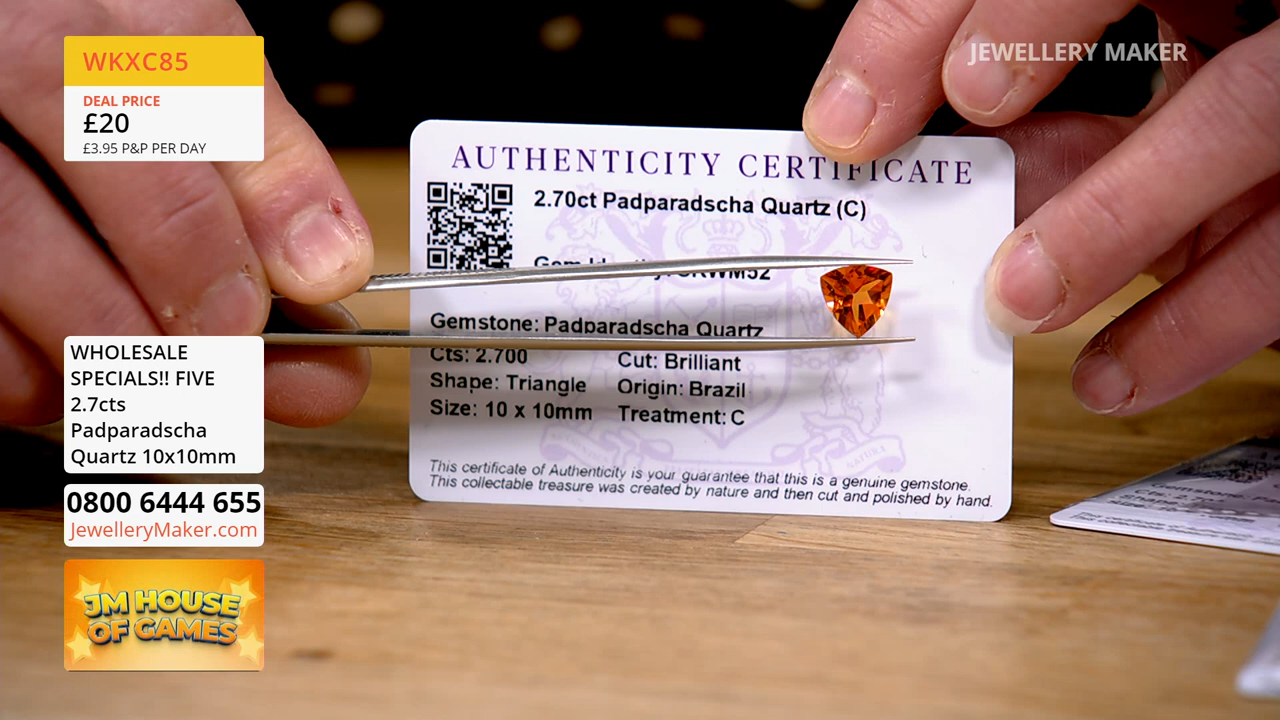 WKXC85
DEAL PRICE
£20
£3.95 P&P PER DAY
WHOLESALE
SPECIALS!! FIVE
2.7cts
Padparadscha
Quartz 10x10mm
0800 6444 655
JewelleryMaker.com
JM HOUSE
OF GAMES
JEWELLERY MAKER
AUTHENTICITY CERTIFICATE
2.70ct Padparadscha Quartz (C)
Gemstone: Padparadscha Quartz
Cts: 2.700 Cut: Brilliant
Shape: Triangle Origin: Brazil
Size: 10 x 10mm Treatment: C
This certificate of Authenticity is your guarantee that this is a genuine gemstone.
This collectable treasure was created by nature and then cut and polished by hand.